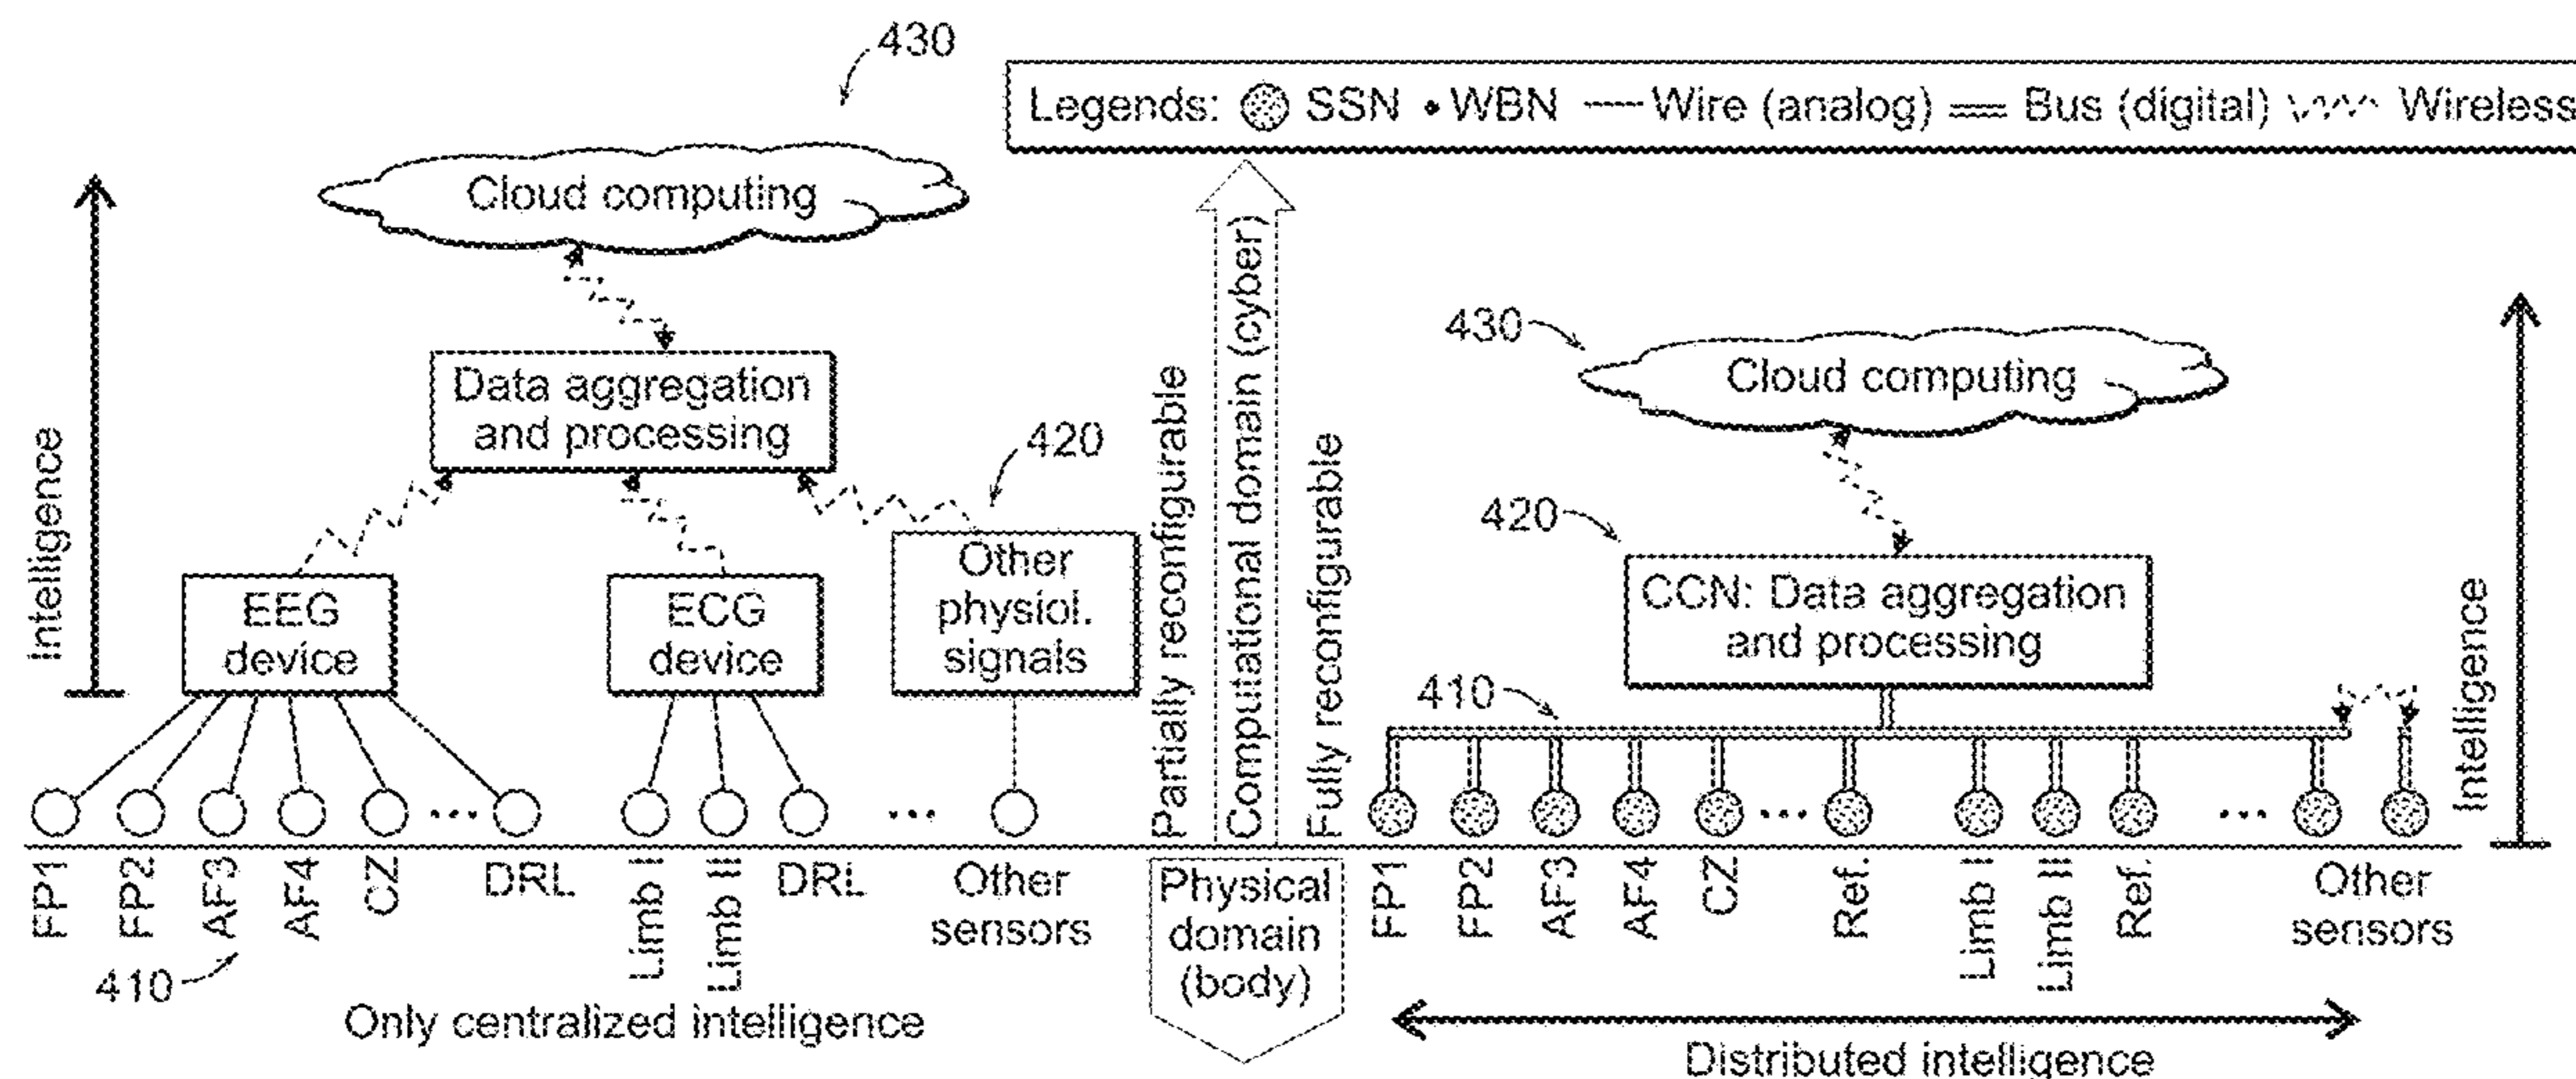 430
Legends: SSN • WBN Wire (analog) Bus (digital) Wireless
Cloud computing
Data aggregation
and processing
420
EEG
device
ECG
device
Other
physiol.
signals
Intelligence
FP1
FP2
AF3
AF4
CZ
...
DRL
Limb I
Limb II
DRL
...
Other
sensors
410
Only centralized intelligence
Partially reconfigurable
Computational domain (cyber)
Fully reconfigurable
Physical
domain
(body)
430
Cloud computing
420
CCN: Data aggregation
and processing
410
Intelligence
FP1
FP2
AF3
AF4
CZ
...
Ref.
Limb I
Limb II
Ref.
...
Other
sensors
Distributed intelligence